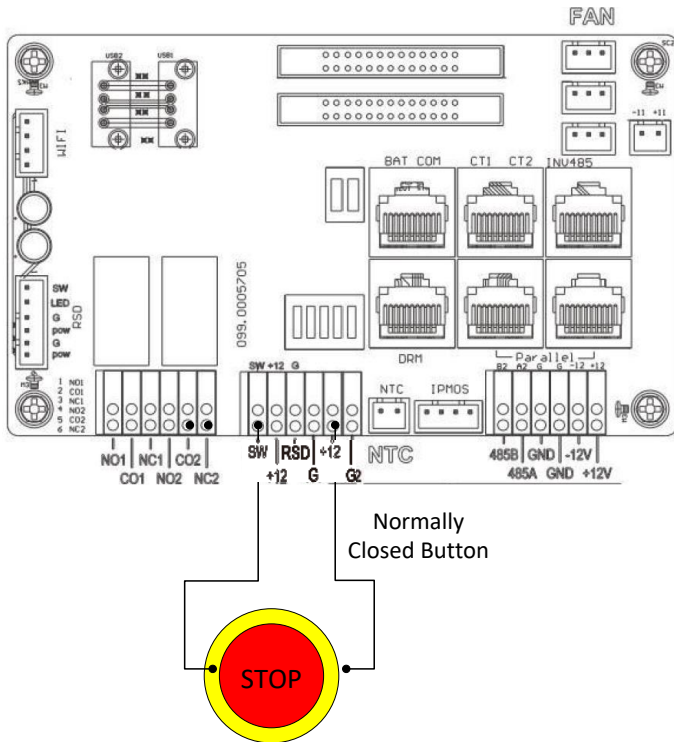 FAN
USB2 USB1
SC2
-11 +11
WIFI
BAT COM CT1 CT2 INV485
SW
LED
G
pow
G
pow
RSD
099.0005705
DRM
Parallel
SW +12 G
B2 A2 G G -12 +12
NTC IPMOS
1 NO1
2 CO1
3 NC1
4 NO2
5 CO2
6 NC2
NO1 NC1 CO2
CO1 NO2 NC2
SW RSD +12
+12 G G2
NTC
485B GND -12V
485A GND +12V
Normally
Closed Button
STOP